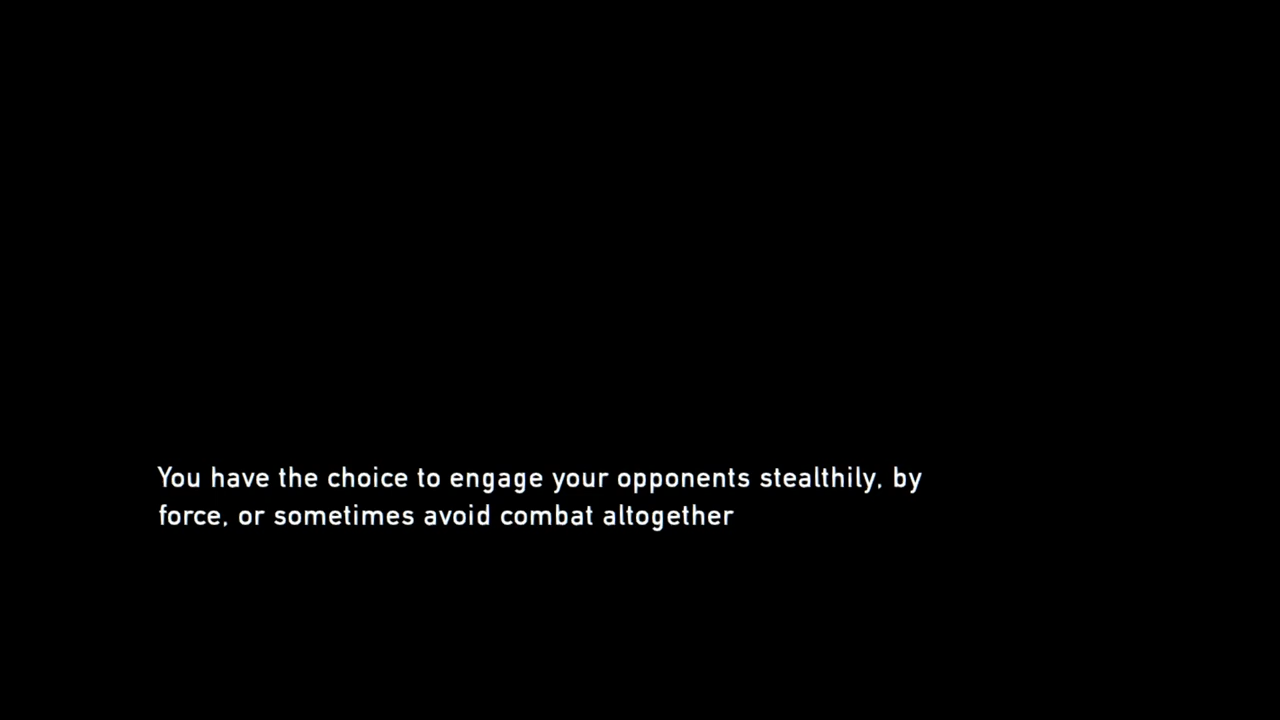 You have the choice to engage your opponents stealthily, by
force, or sometimes avoid combat altogether